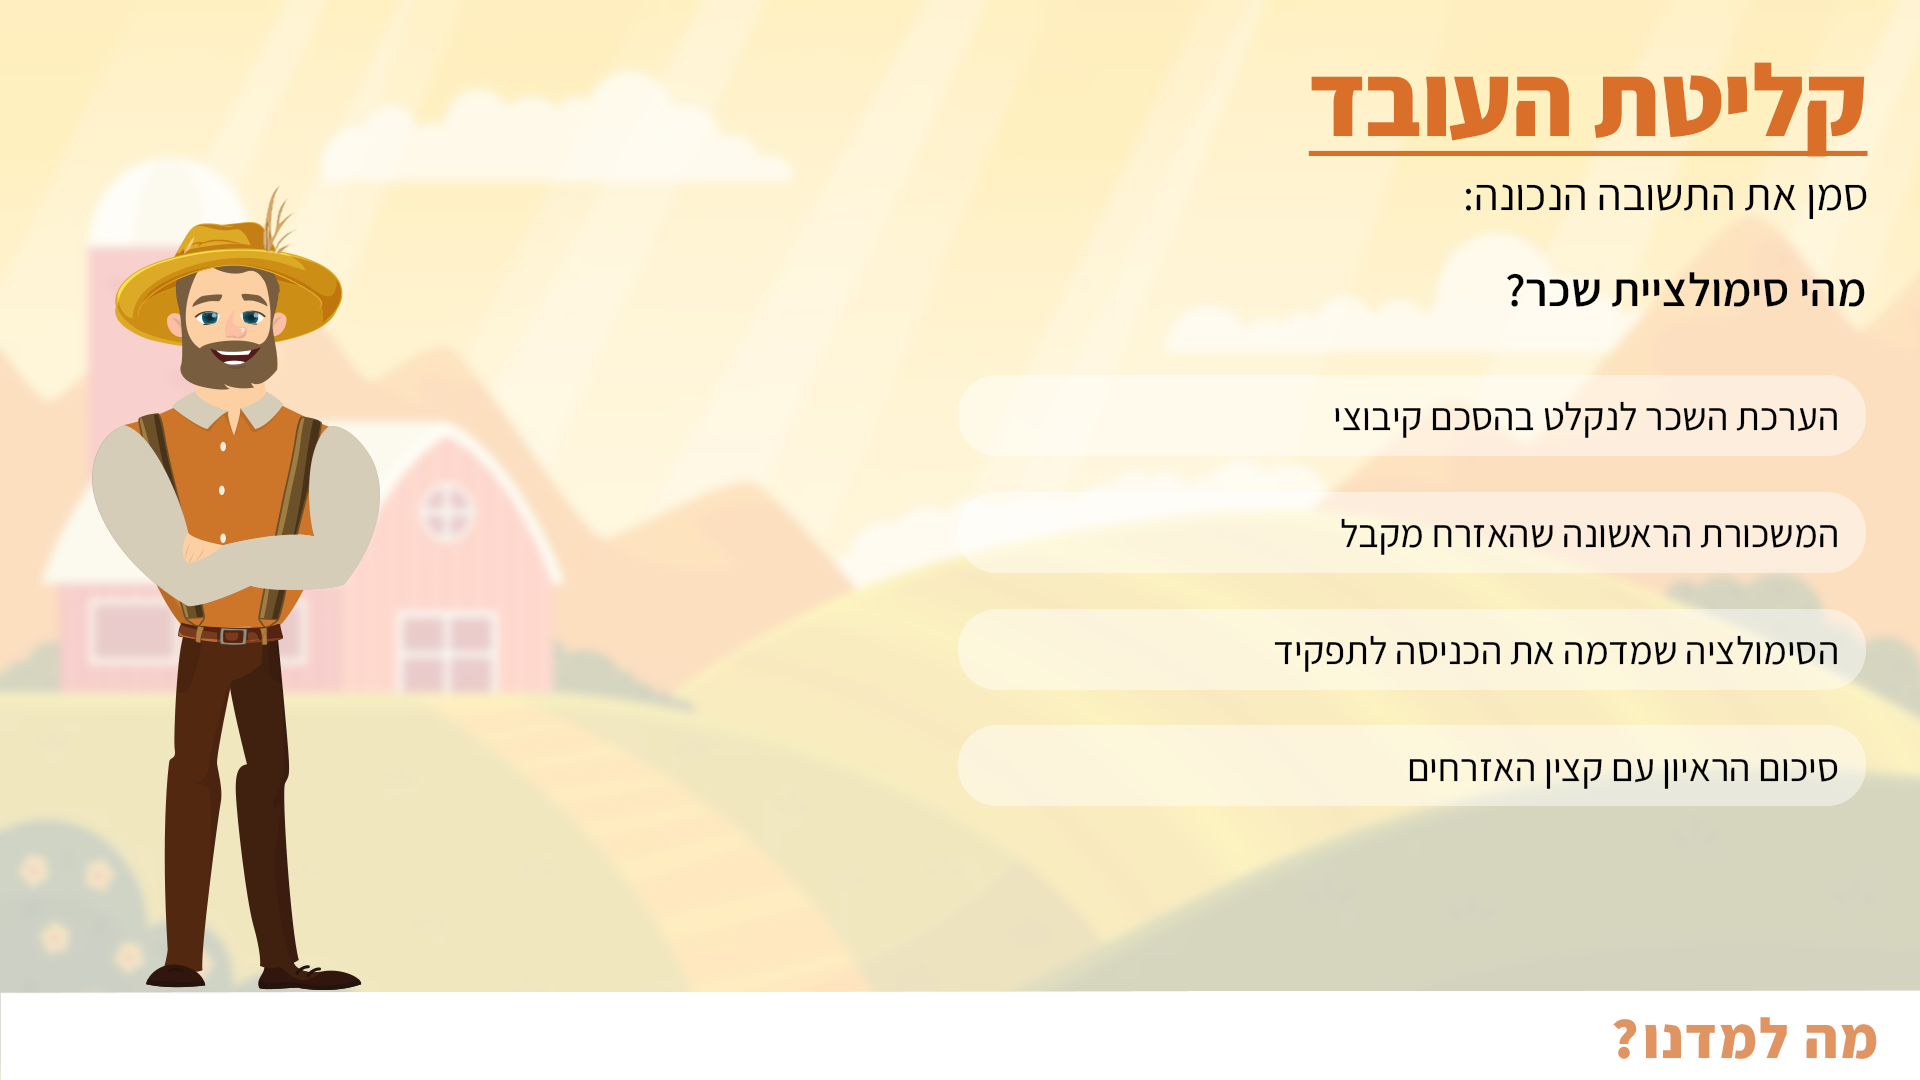 קליטת העובד
סמן את התשובה הנכונה:
מהי סימולציית שכר?
הערכת השכר לנקלט בהסכם קיבוצי
המשכורת הראשונה שהאזרח מקבל
הסימולציה שמדמה את הכניסה לתפקיד
סיכום הראיון עם קצין האזרחים
מה למדנו?